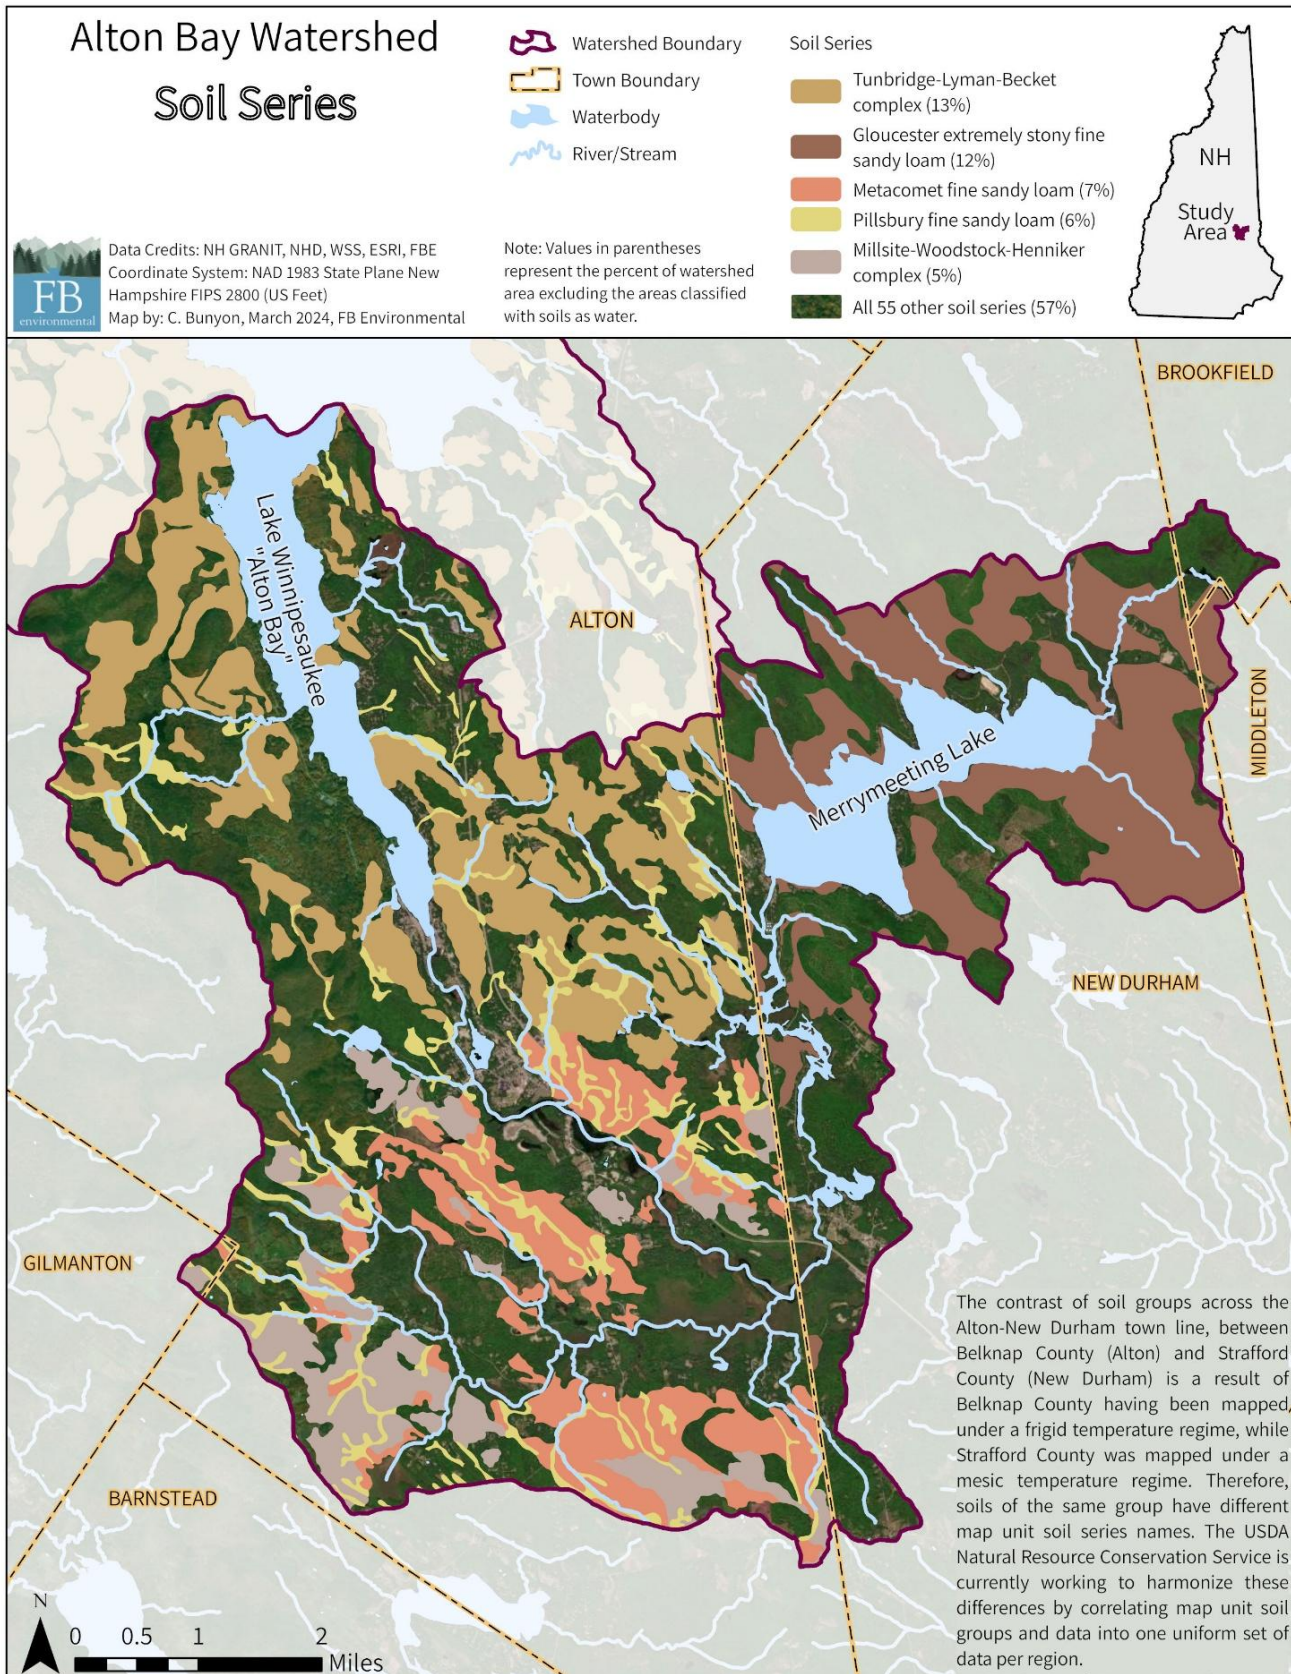 Alton Bay Watershed
Soil Series
Watershed Boundary
Town Boundary
Waterbody
River/Stream
Soil Series
Tunbridge-Lyman-Becket
complex (13%)
Gloucester extremely stony fine
sandy loam (12%)
Metacomet fine sandy loam (7%)
Pillsbury fine sandy loam (6%)
Millsite-Woodstock-Henniker
complex (5%)
All 55 other soil series (57%)
NH
Study
Area
FB
environmental
Data Credits: NH GRANIT, NHD, WSS, ESRI, FBE
Coordinate System: NAD 1983 State Plane New
Hampshire FIPS 2800 (US Feet)
Map by: C. Bunyon, March 2024, FB Environmental
Note: Values in parentheses
represent the percent of watershed
area excluding the areas classified
with soils as water.
BROOKFIELD
Lake Winnipesaukee
"Alton Bay"
ALTON
MIDDLETON
Merrymeeting Lake
NEW DURHAM
GILMANTON
BARNSTEAD
The contrast of soil groups across the
Alton-New Durham town line, between
Belknap County (Alton) and Strafford
County (New Durham) is a result of
Belknap County having been mapped
under a frigid temperature regime, while
Strafford County was mapped under a
mesic temperature regime. Therefore,
soils of the same group have different
map unit soil series names. The USDA
Natural Resource Conservation Service is
currently working to harmonize these
differences by correlating map unit soil
groups and data into one uniform set of
data per region.
N
0 0.5 1 2
Miles